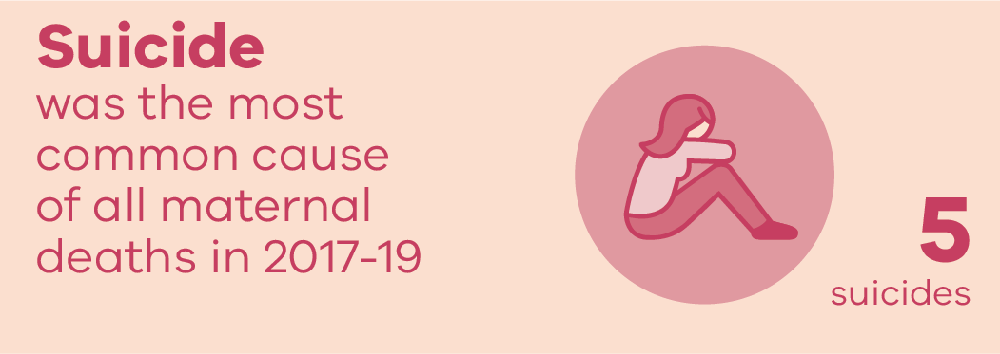 Suicide
was the most
common cause
of all maternal
deaths in 2017-19
5
suicides